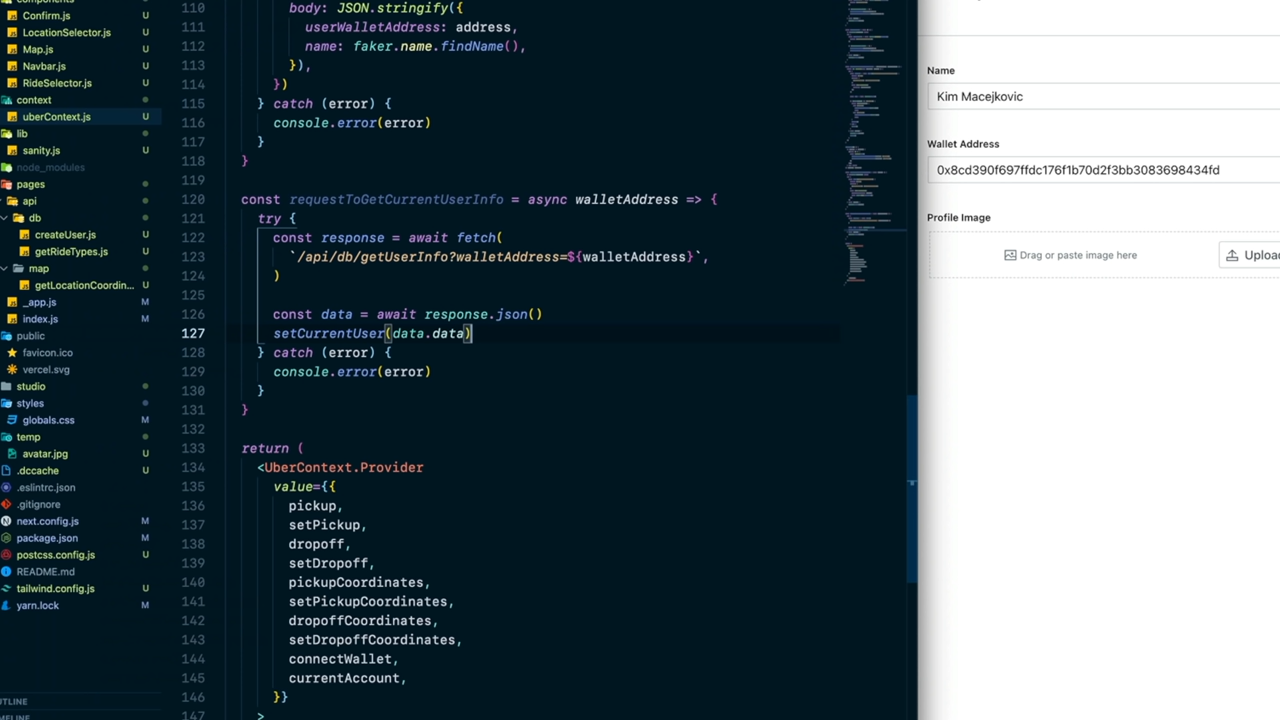 components
Confirm.js U
LocationSelector.js U
Map.js U
Navbar.js U
RideSelector.js U
context
uberContext.js U
lib
sanity.js U
node_modules
pages
api
db
createUser.js U
getRideTypes.js U
map
getLocationCoordin... U
_app.js M
index.js M
public
favicon.ico
vercel.svg
studio
styles
globals.css M
temp
avatar.jpg U
.dccache U
.eslintrc.json
.gitignore
next.config.js M
package.json M
postcss.config.js U
README.md
tailwind.config.js U
yarn.lock M
UTLINE
110 body: JSON.stringify({
111 userWalletAddress: address,
112 name: faker.name.findName(),
113 }),
114 })
115 } catch (error) {
116 console.error(error)
117 }
118 }
119
120 const requestToGetCurrentUserInfo = async walletAddress => {
121 try {
122 const response = await fetch(
123 `/api/db/getUserInfo?walletAddress=${walletAddress}`,
124 )
125
126 const data = await response.json()
127 setCurrentUser(data.data)
128 } catch (error) {
129 console.error(error)
130 }
131 }
132
133 return (
134 <UberContext.Provider
135 value={{
136 pickup,
137 setPickup,
138 dropoff,
139 setDropoff,
140 pickupCoordinates,
141 setPickupCoordinates,
142 dropoffCoordinates,
143 setDropoffCoordinates,
144 connectWallet,
145 currentAccount,
146 }}
147 >
Name
Kim Macejkovic
Wallet Address
0x8cd390f697ffdc176f1b70d2f3bb3083698434fd
Profile Image
Drag or paste image here
Upload